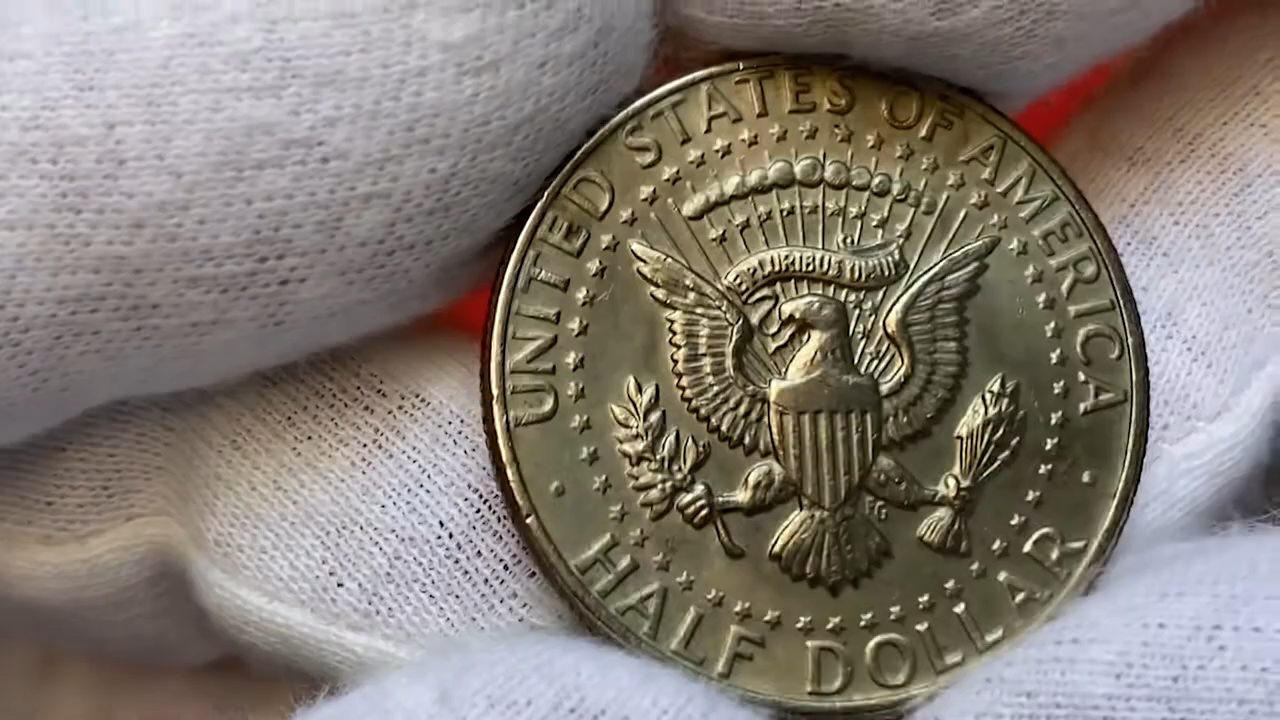 UNITED STATES OF AMERICA
E PLURIBUS UNUM
FG
HALF DOLLAR